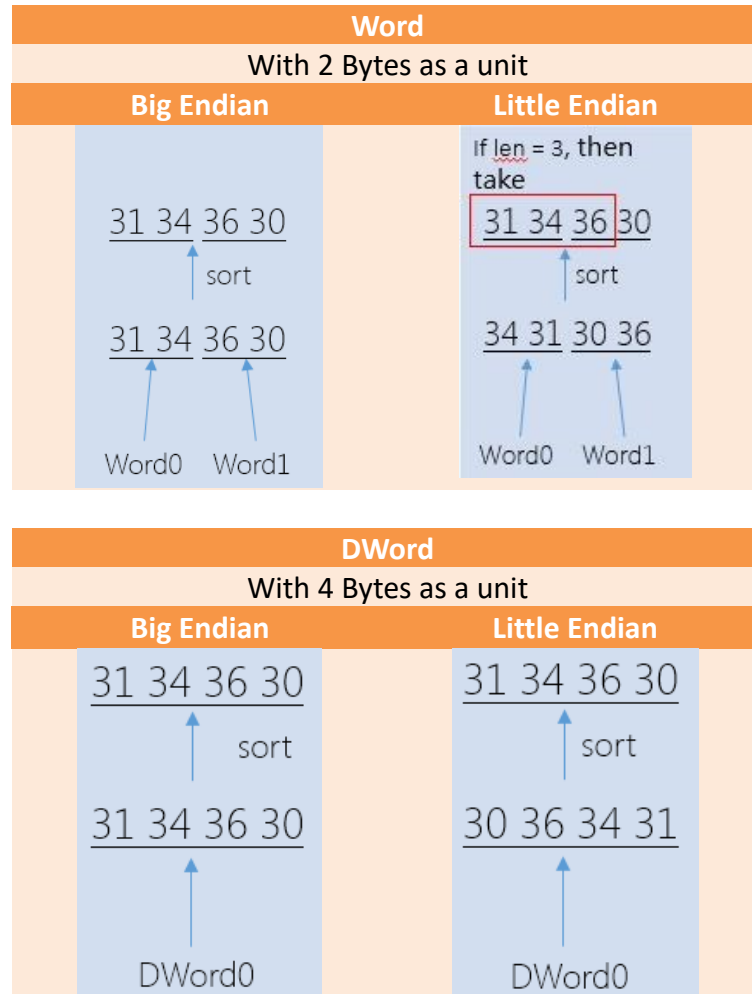 Word
With 2 Bytes as a unit
Big Endian
Little Endian
31 34 36 30
sort
31 34 36 30
Word0 Word1
If len = 3, then
take
31 34 36 30
sort
34 31 30 36
Word0 Word1
DWord
With 4 Bytes as a unit
Big Endian
Little Endian
31 34 36 30
sort
31 34 36 30
DWord0
31 34 36 30
sort
30 36 34 31
DWord0